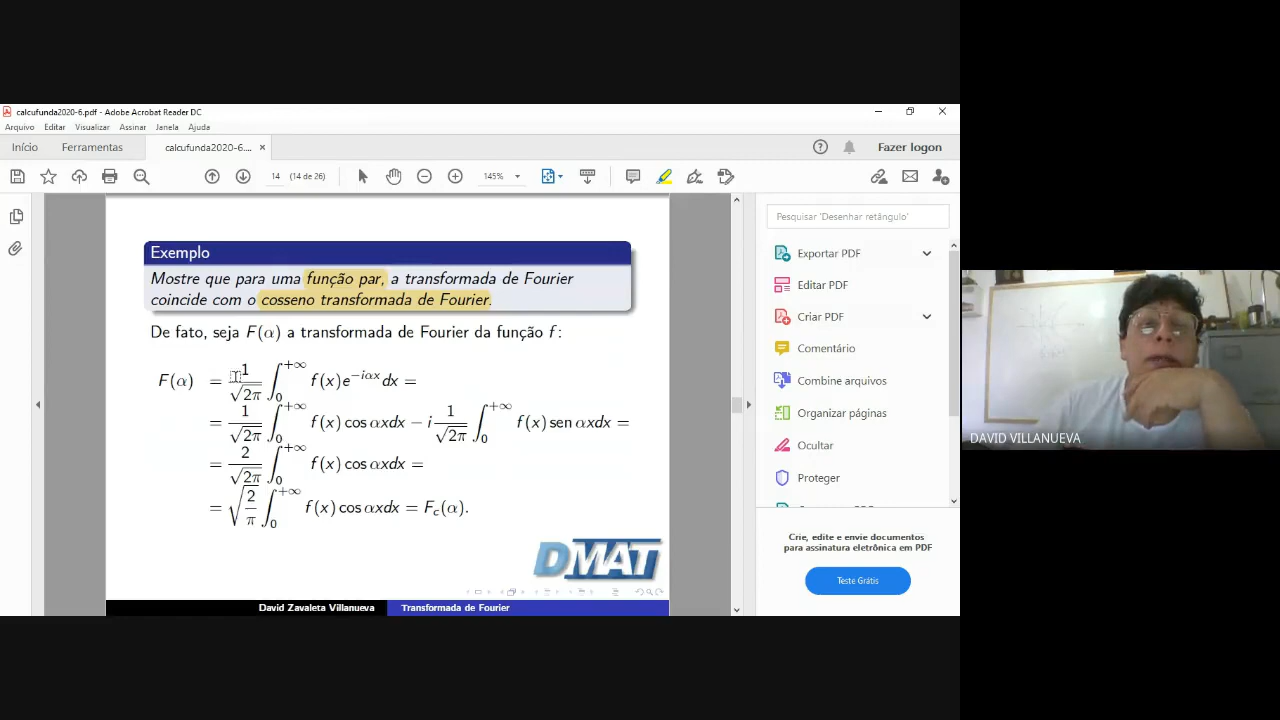 calcufunda2020-6.pdf - Adobe Acrobat Reader DC
Arquivo Editar Visualizar Assinar Janela Ajuda
Início Ferramentas calcufunda2020-6.... × Fazer logon
14 (14 de 26) 145%
Pesquisar 'Desenhar retângulo'
Exportar PDF
Editar PDF
Criar PDF
Comentário
Combine arquivos
Organizar páginas
Ocultar
Proteger
Crie, edite e envie documentos
para assinatura eletrônica em PDF
Teste Grátis
Exemplo
Mostre que para uma função par, a transformada de Fourier
coincide com o cosseno transformada de Fourier.
De fato, seja F(α) a transformada de Fourier da função f:
F(α) = 1/√2π ∫₀^{+∞} f(x)e^{−iαx}dx =
= 1/√2π ∫₀^{+∞} f(x) cos αxdx − i 1/√2π ∫₀^{+∞} f(x) sen αxdx =
= 2/√2π ∫₀^{+∞} f(x) cos αxdx =
= √(2/π) ∫₀^{+∞} f(x) cos αxdx = F_c(α).
DMAT
David Zavaleta Villanueva Transformada de Fourier
DAVID VILLANUEVA